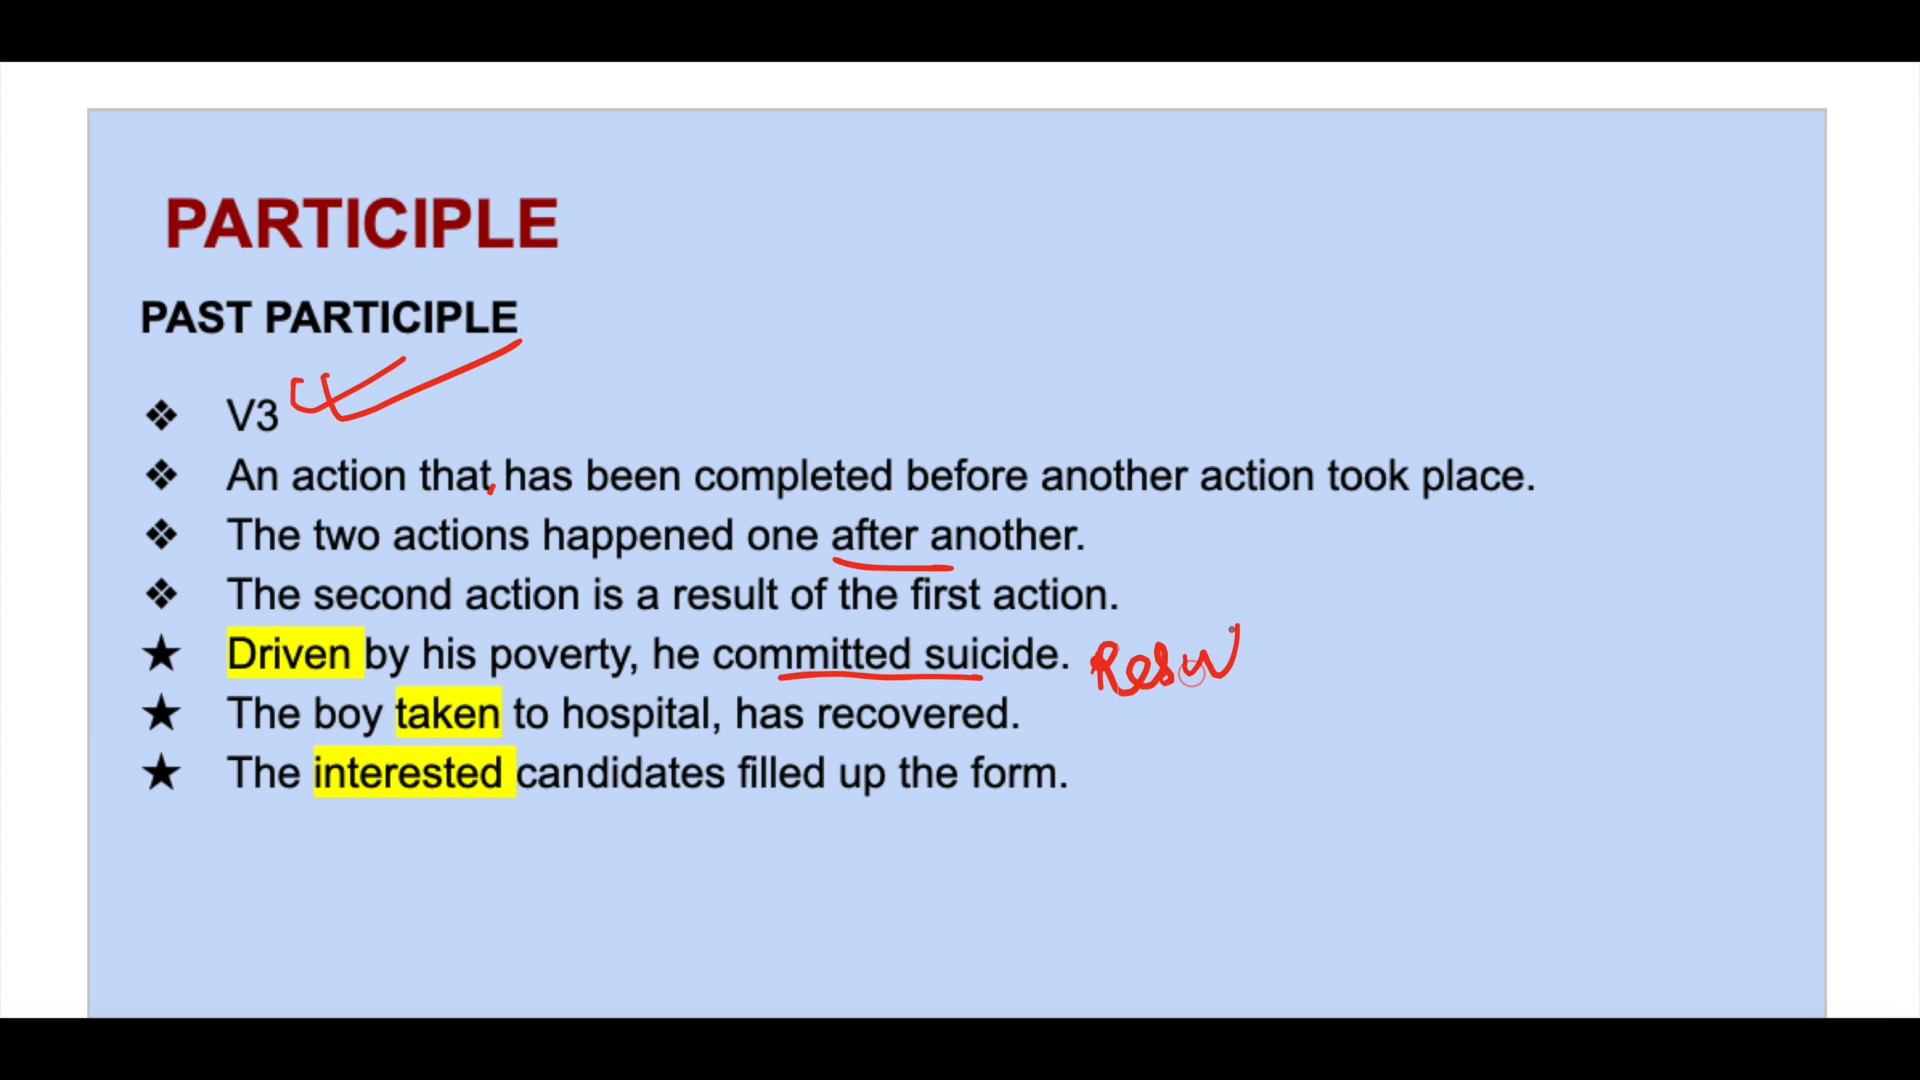 PARTICIPLE
PAST PARTICIPLE
❖ V3
❖ An action that has been completed before another action took place.
❖ The two actions happened one after another.
❖ The second action is a result of the first action.
★ Driven by his poverty, he committed suicide.
★ The boy taken to hospital, has recovered.
★ The interested candidates filled up the form.